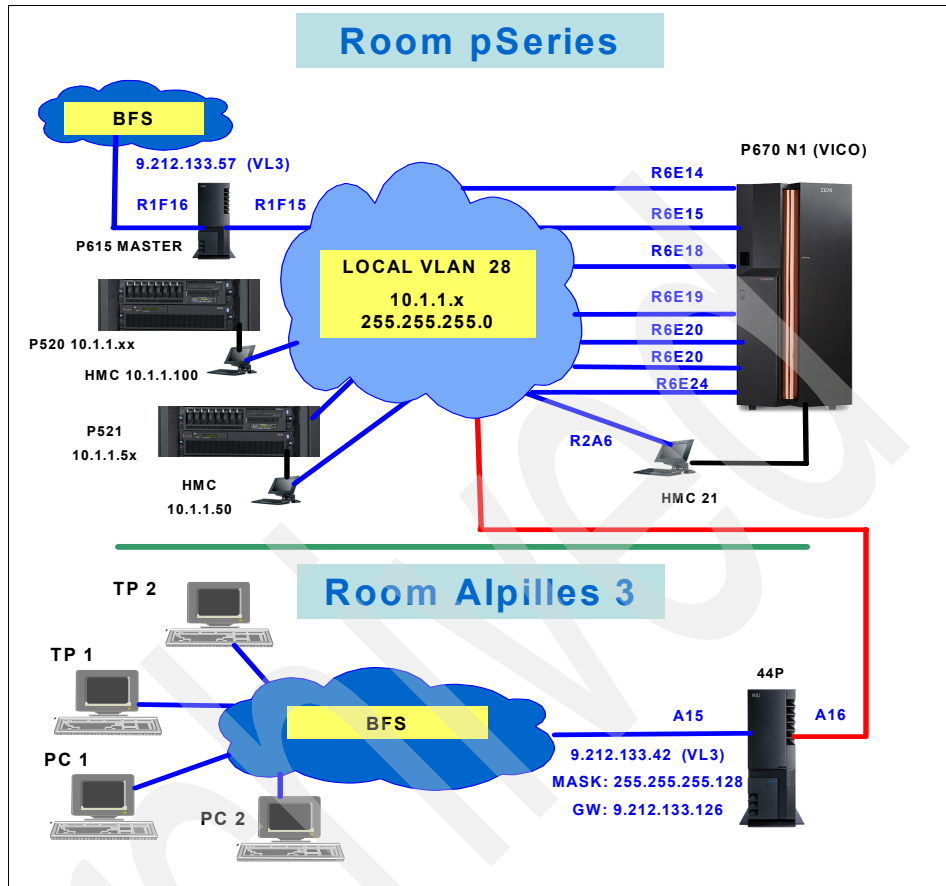 Room pSeries
BFS
9.212.133.57 (VL3)
P670 N1 (VICO)
R6E14
R1F16
R1F15
R6E15
P615 MASTER
R6E18
LOCAL VLAN 28
10.1.1.x
255.255.255.0
R6E19
R6E20
P520 10.1.1.xx
R6E20
HMC 10.1.1.100
R6E24
P521
10.1.1.5x
R2A6
HMC
10.1.1.50
HMC 21
Room Alpilles 3
TP 2
TP 1
44P
BFS
A15
A16
9.212.133.42 (VL3)
PC 1
MASK: 255.255.255.128
GW: 9.212.133.126
PC 2